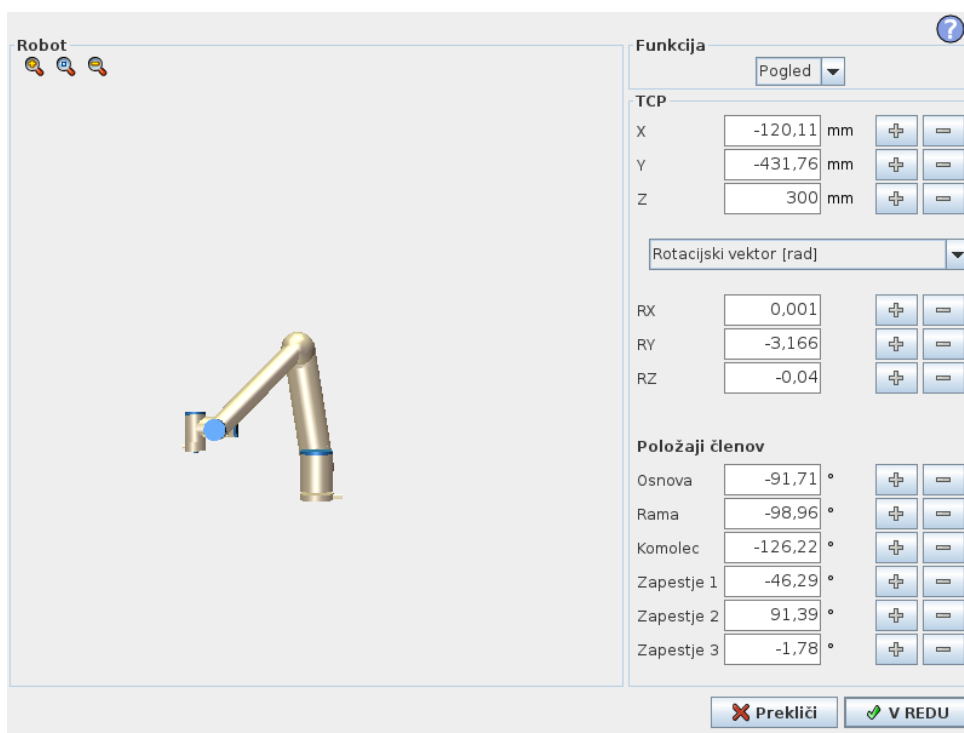 ?
Robot
Funkcija
Pogled
TCP
X -120,11 mm
Y -431,76 mm
Z 300 mm
Rotacijski vektor [rad]
RX 0,001
RY -3,166
RZ -0,04
Položaji členov
Osnova -91,71 °
Rama -98,96 °
Komolec -126,22 °
Zapestje 1 -46,29 °
Zapestje 2 91,39 °
Zapestje 3 -1,78 °
Prekliči V REDU